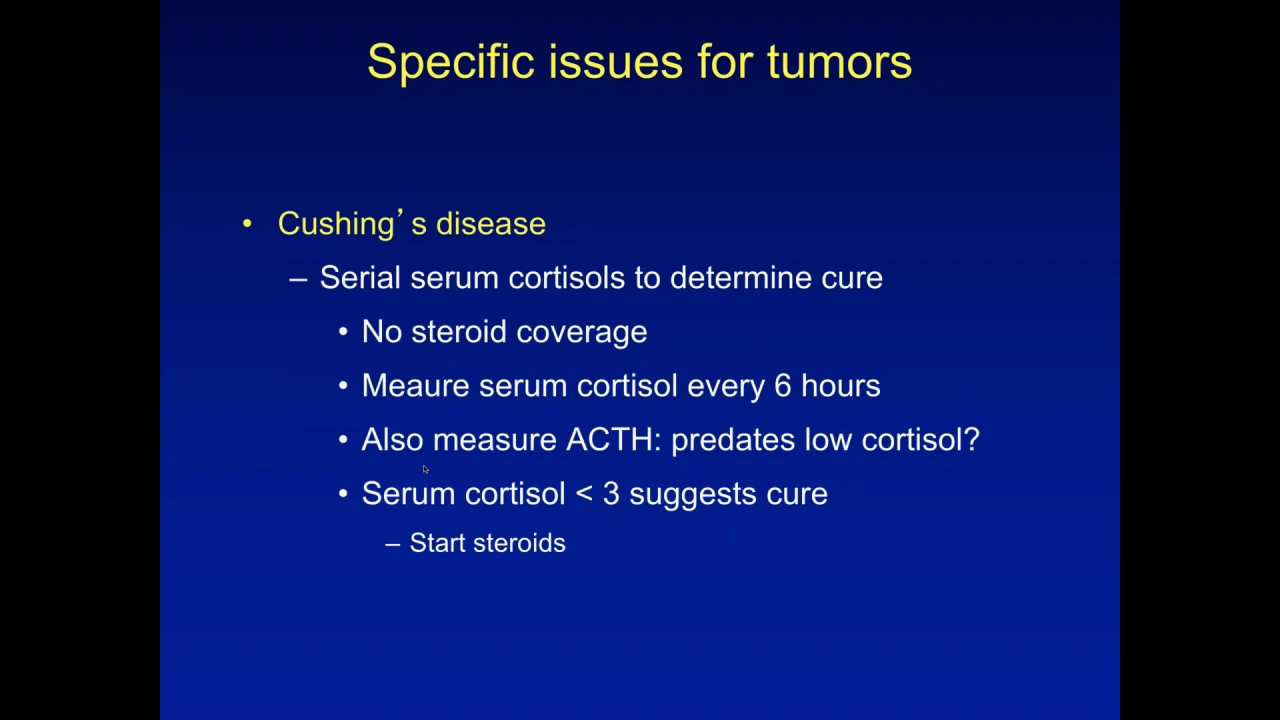 Specific issues for tumors
• Cushing’s disease
– Serial serum cortisols to determine cure
• No steroid coverage
• Meaure serum cortisol every 6 hours
• Also measure ACTH: predates low cortisol?
• Serum cortisol < 3 suggests cure
– Start steroids